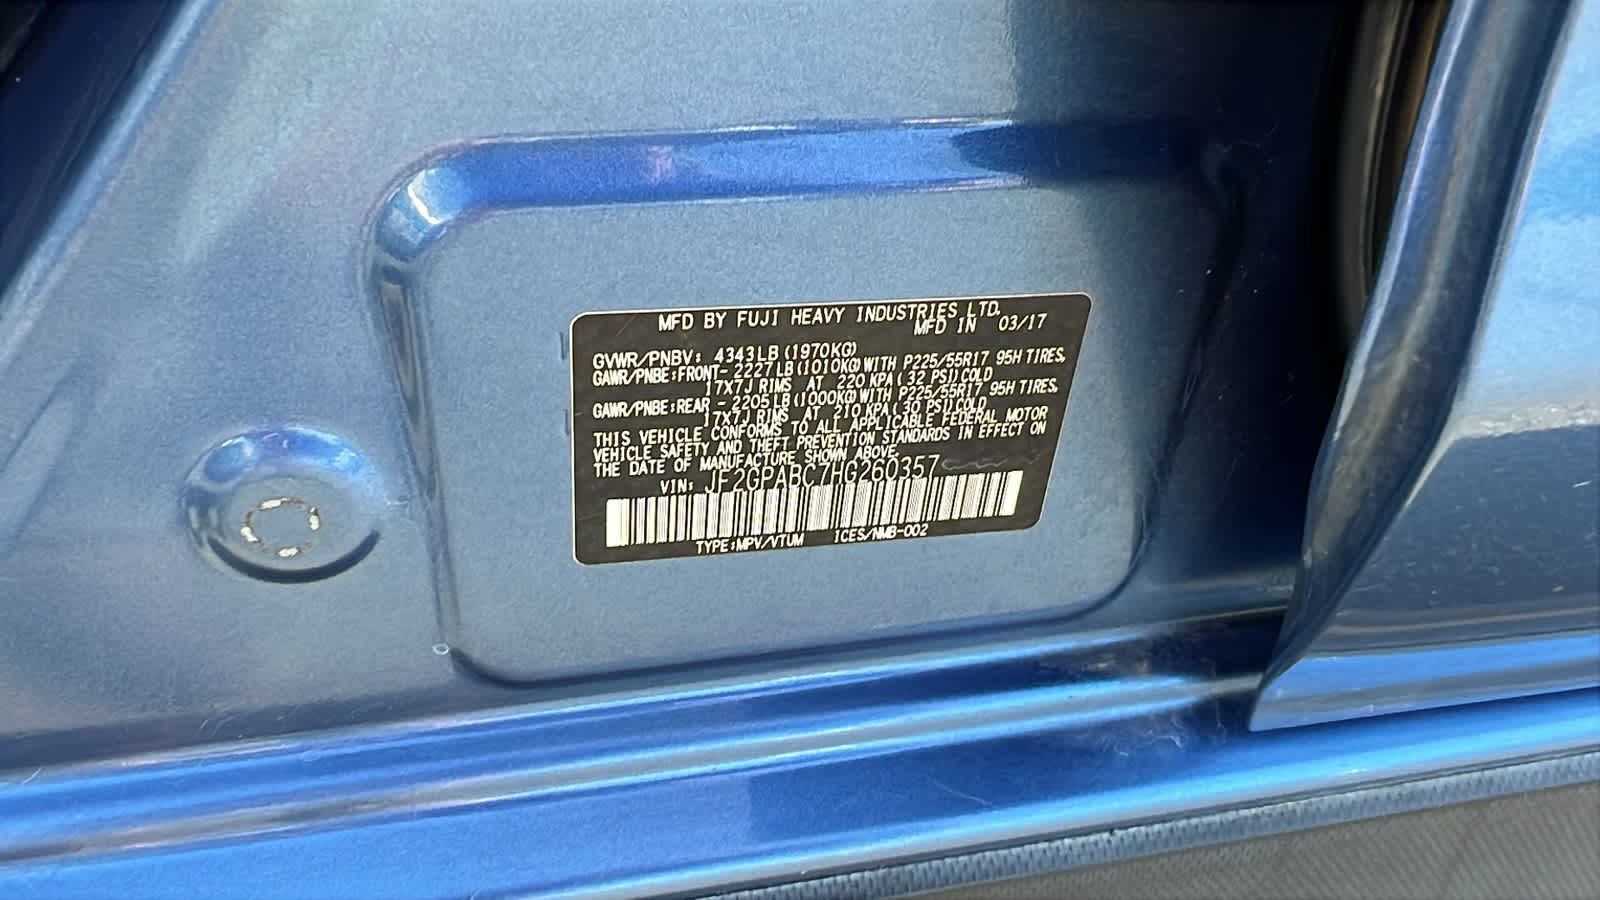 MFD BY FUJI HEAVY INDUSTRIES LTD.
MFD IN 03/17
GVWR/PNBV: 4343LB(1970KG)
GAWR/PNBE:FRONT- 2227LB(1010KG)WITH P225/55R17 95H TIRES,
17X7J RIMS AT 220KPA(32 PSI)COLD
GAWR/PNBE:REAR - 2205LB(1000KG)WITH P225/55R17 95H TIRES,
17X7J RIMS AT 210KPA(30 PSI)COLD
THIS VEHICLE CONFORMS TO ALL APPLICABLE FEDERAL MOTOR
VEHICLE SAFETY AND THEFT PREVENTION STANDARDS IN EFFECT ON
THE DATE OF MANUFACTURE SHOWN ABOVE.
VIN: JF2GPABC7HG260357
TYPE:MPV/VTUM ICES/NMB-002